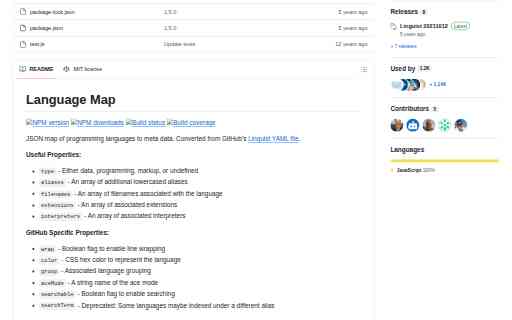 package-lock.json 1.5.0 5 years ago
package.json 1.5.0 5 years ago
test.js Update tests 12 years ago
README MIT license
Language Map
NPM version NPM downloads Build status Build coverage
JSON map of programming languages to meta data. Converted from GitHub's Linguist YAML file.
Useful Properties:
type - Either data, programming, markup, or undefined
aliases - An array of additional lowercased aliases
filenames - An array of filenames associated with the language
extensions - An array of associated extensions
interpreters - An array of associated interpreters
GitHub Specific Properties:
wrap - Boolean flag to enable line wrapping
color - CSS hex color to represent the language
group - Associated language grouping
aceMode - A string name of the ace mode
searchable - Boolean flag to enable searching
searchTerm - Deprecated: Some languages maybe indexed under a different alias
Releases 8
Linguist 20211012 Latest
5 years ago
+ 7 releases
Used by
Contributors 5
Languages
JavaScript 100%